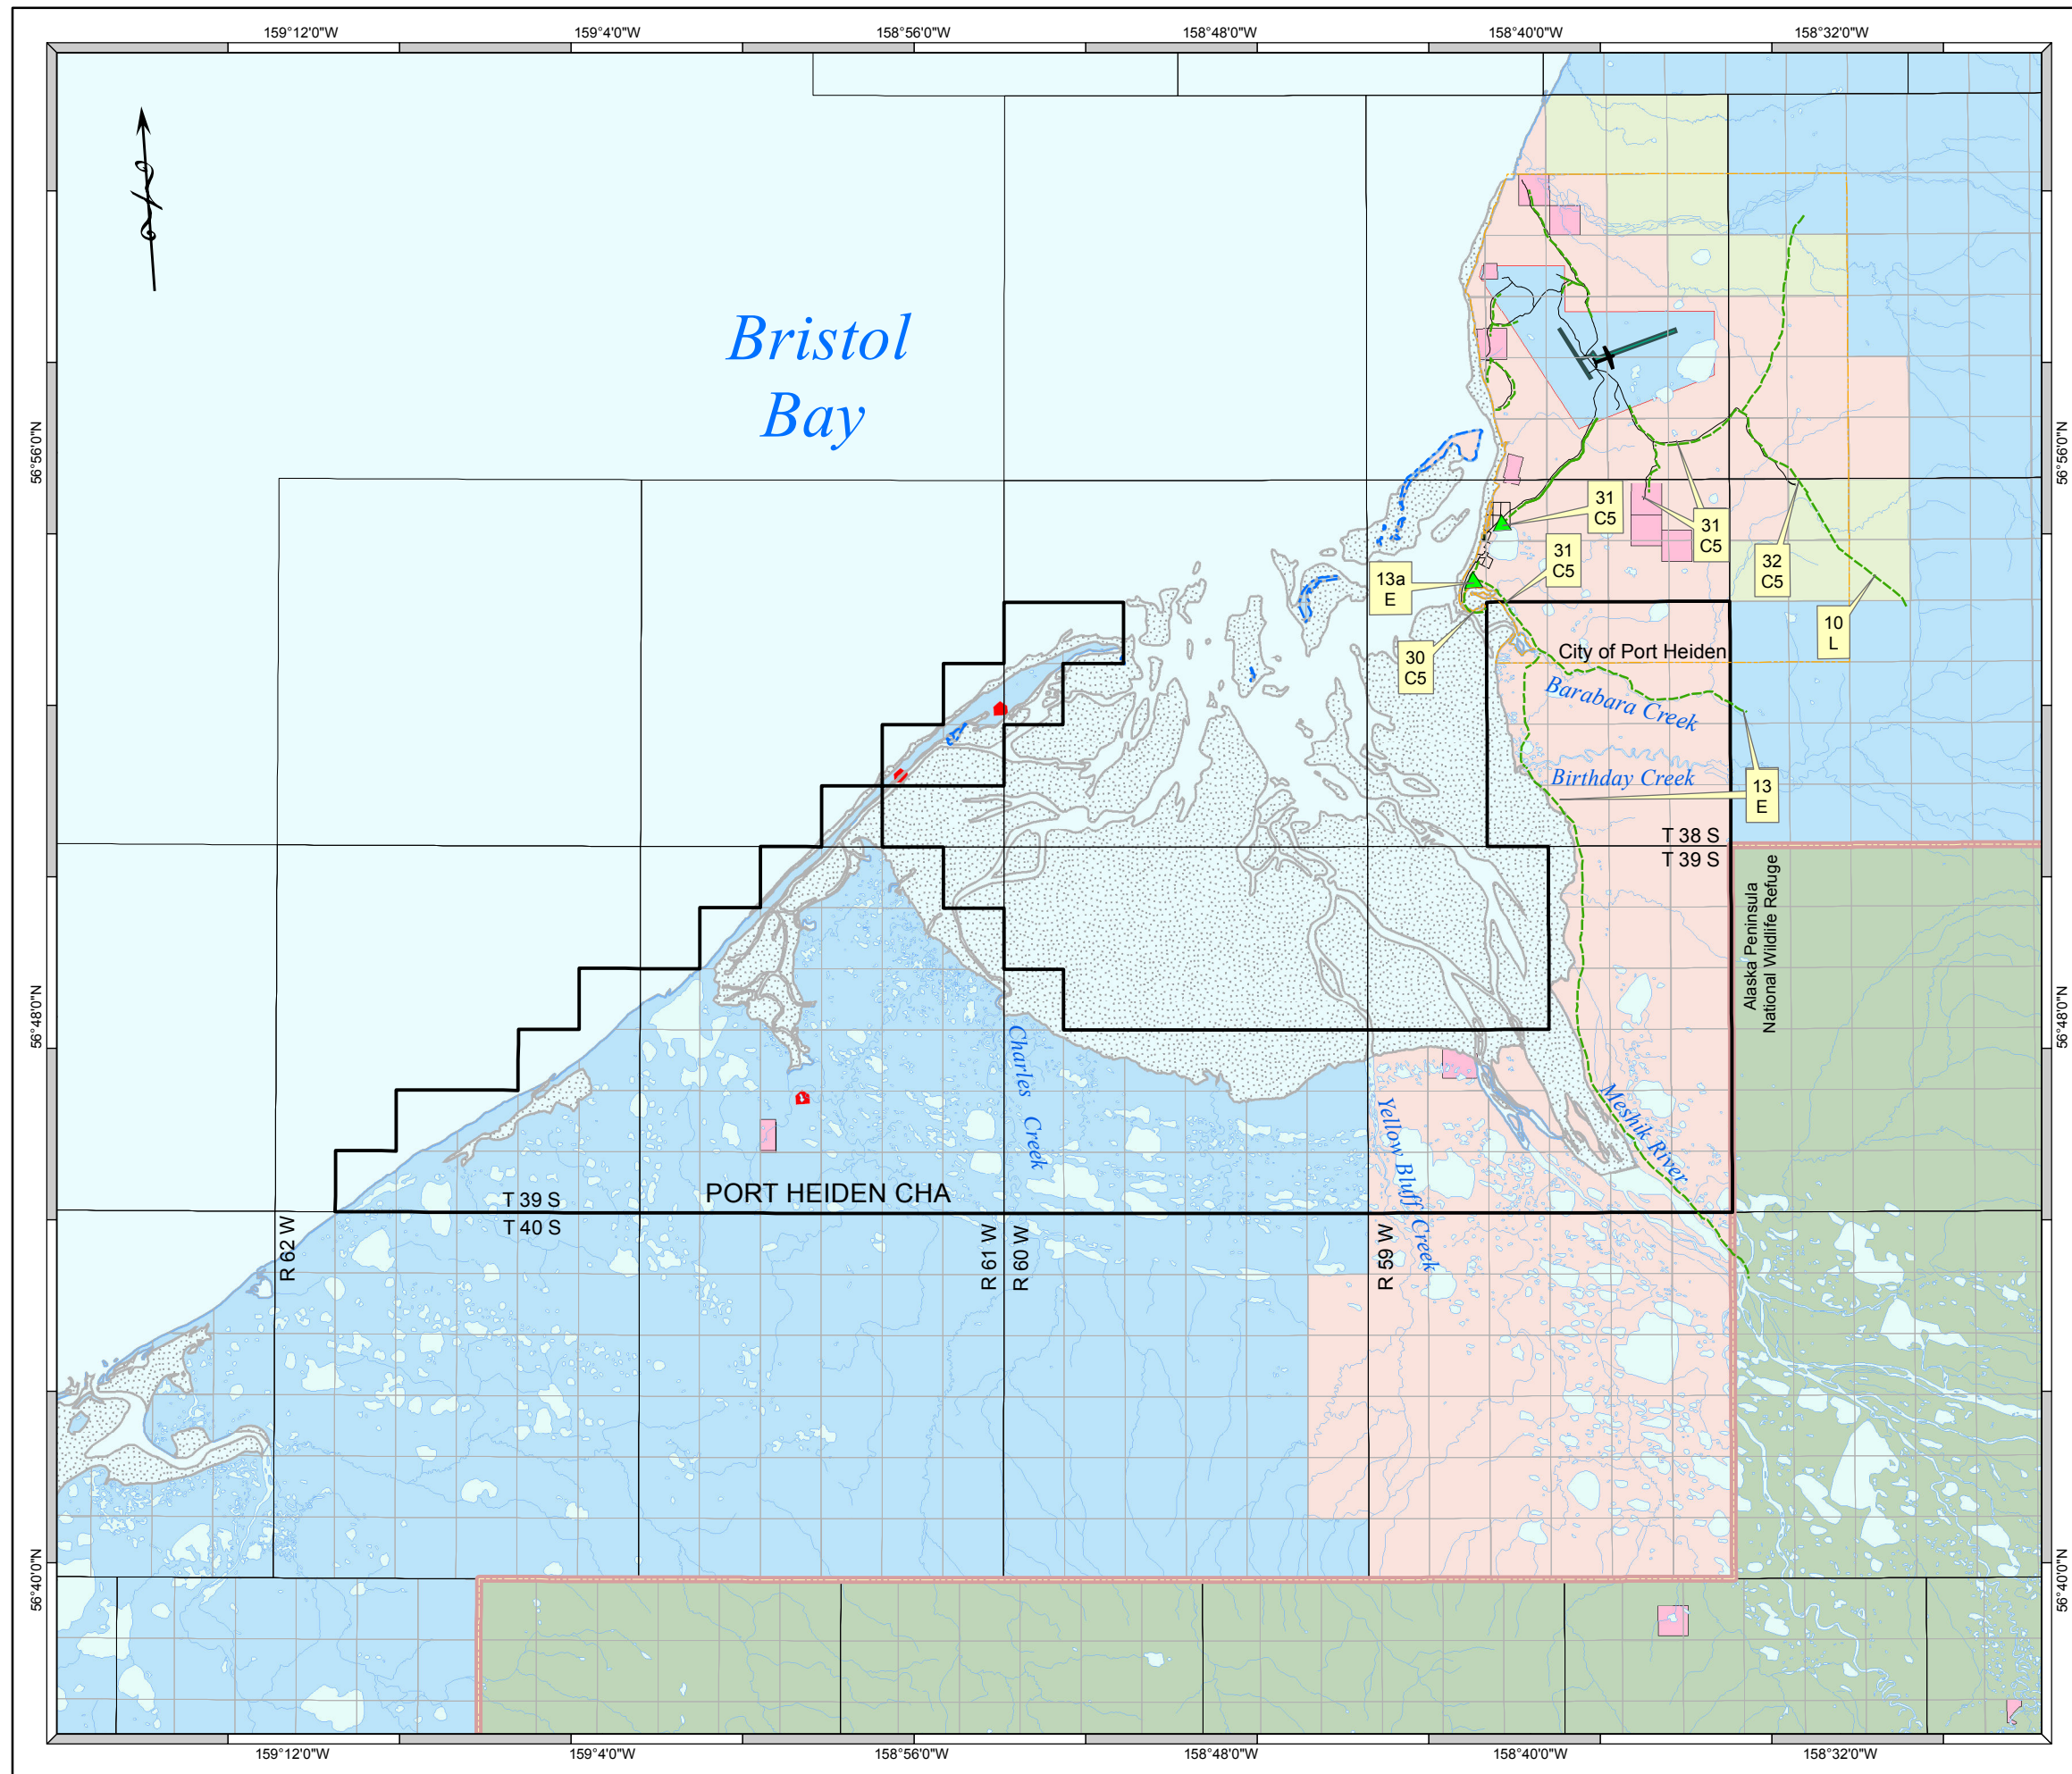 159°12'0"W
159°4'0"W
158°56'0"W
158°48'0"W
158°40'0"W
158°32'0"W
Bristol
Bay
56°56'0"N
56°56'0"N
31
C5
31
C5
31
C5
32
C5
13a
E
10
L
30
C5
City of Port Heiden
Barabara Creek
Birthday Creek
13
E
T 38 S
T 39 S
Alaska Peninsula
National Wildlife Refuge
56°48'0"N
56°48'0"N
Charles Creek
Yellow Bluff Creek
Meshik River
PORT HEIDEN CHA
T 39 S
T 40 S
R 62 W
R 61 W
R 60 W
R 59 W
56°40'0"N
56°40'0"N
159°12'0"W
159°4'0"W
158°56'0"W
158°48'0"W
158°40'0"W
158°32'0"W